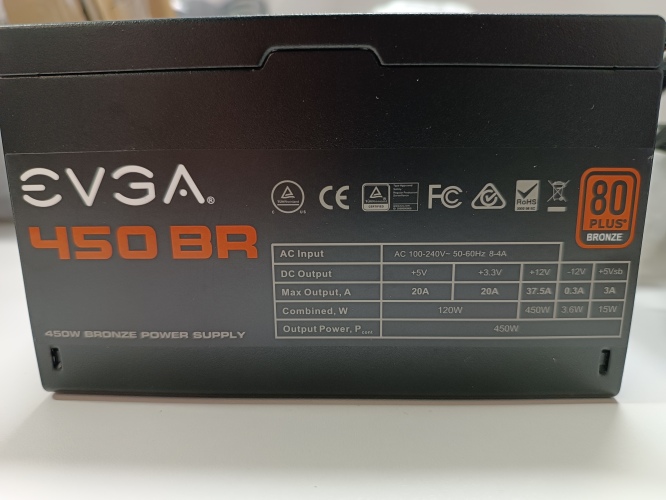 EVGA®
450 BR
450W BRONZE POWER SUPPLY
CE
FC
RoHS
80
PLUS®
BRONZE
AC Input AC 100-240V~ 50-60Hz 8-4A
DC Output +5V +3.3V +12V -12V +5Vsb
Max Output, A 20A 20A 37.5A 0.3A 3A
Combined, W 120W 450W 3.6W 15W
Output Power, Pcont 450W